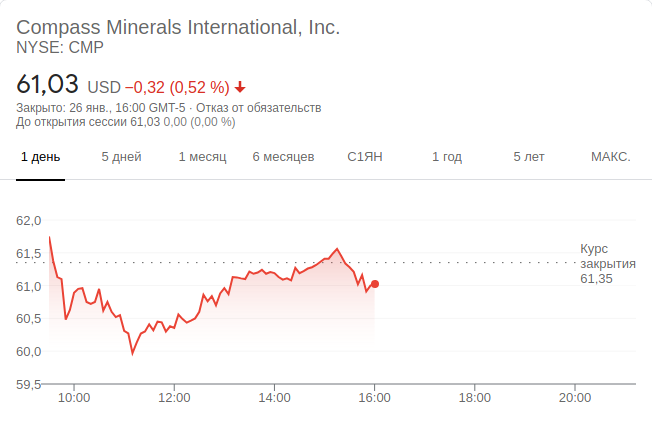 Compass Minerals International, Inc.
NYSE: CMP
61,03 USD −0,32 (0,52 %)
Закрыто: 26 янв., 16:00 GMT-5 · Отказ от обязательств
До открытия сессии 61,03 0,00 (0,00 %)
1 день 5 дней 1 месяц 6 месяцев С1ЯН 1 год 5 лет МАКС.
62,0
61,5
Курс
закрытия
61,35
61,0
60,5
60,0
59,5
10:00 12:00 14:00 16:00 18:00 20:00